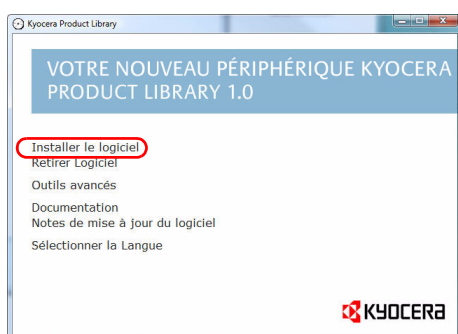 Kyocera Product Library
VOTRE NOUVEAU PÉRIPHÉRIQUE KYOCERA
PRODUCT LIBRARY 1.0
Installer le logiciel
Retirer Logiciel
Outils avancés
Documentation
Notes de mise à jour du logiciel
Sélectionner la Langue
KYOCERA